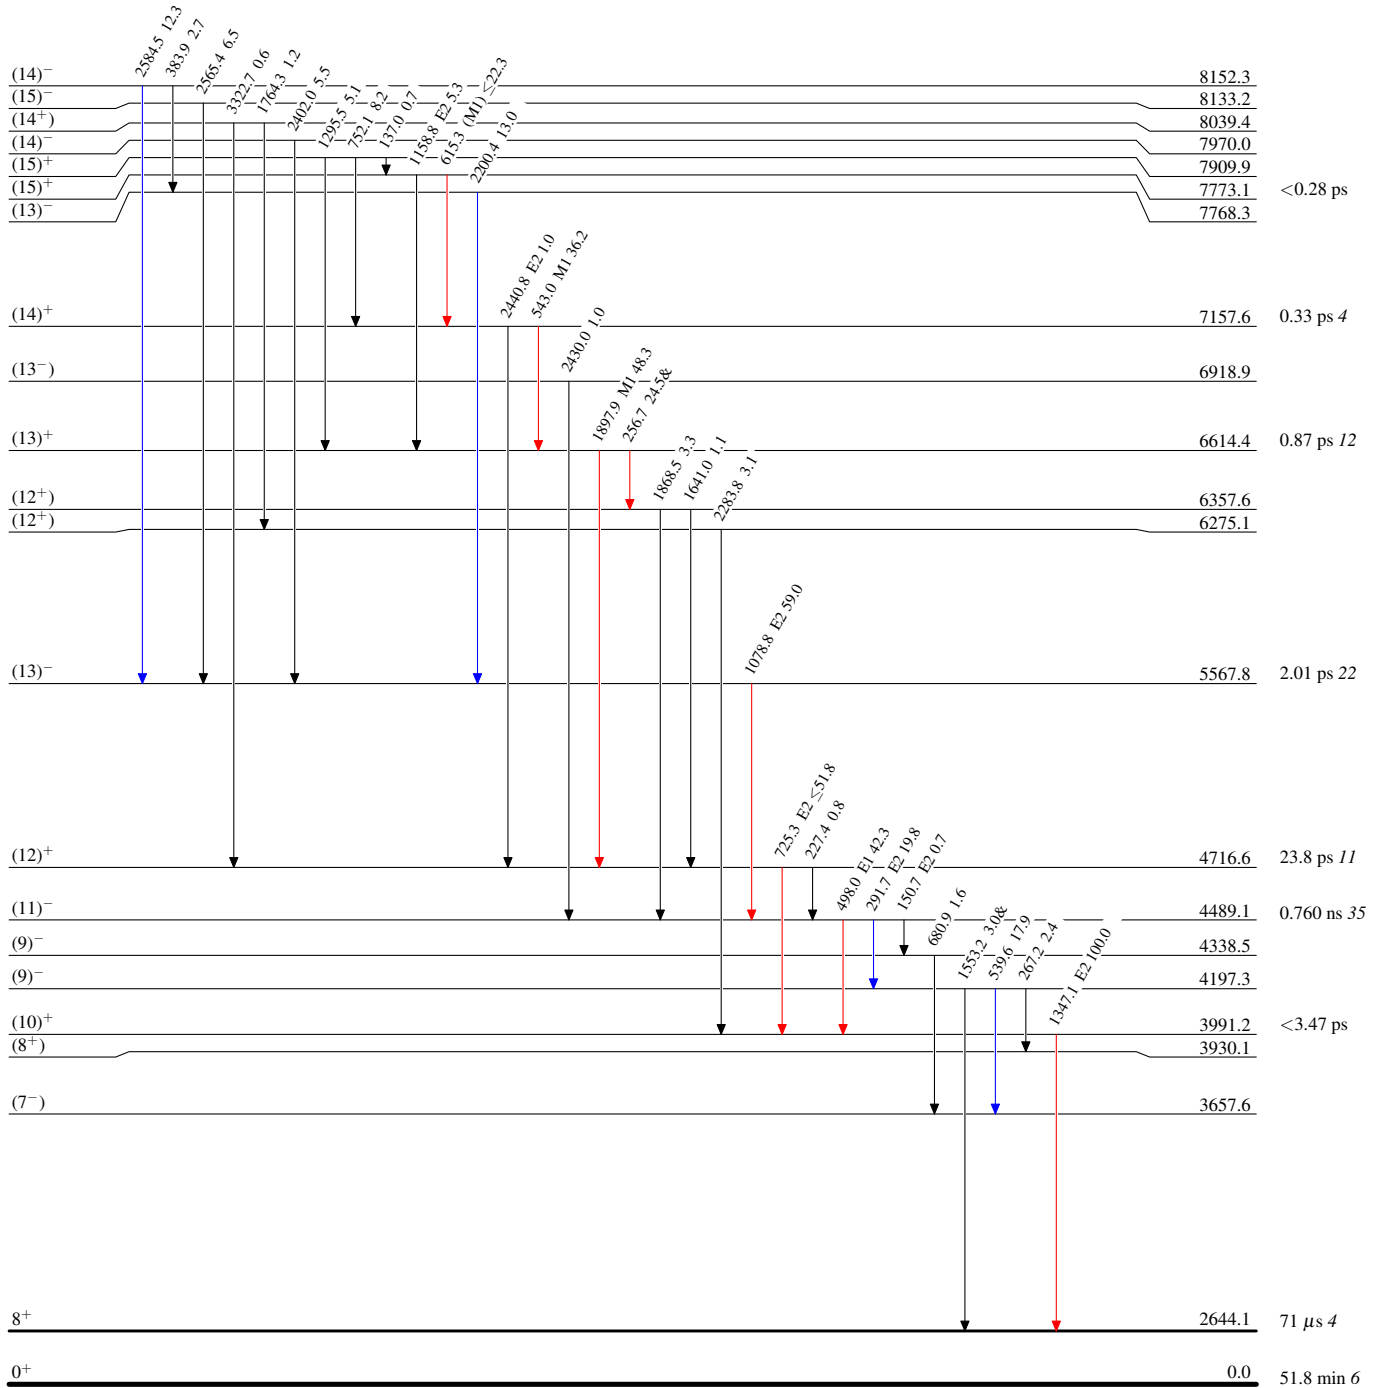 2584.5 12.3
383.9 2.7
2565.4 6.5
3322.7 0.6
1764.3 1.2
2402.0 5.5
1295.5 5.1
752.1 8.2
137.0 0.7
1158.8 E2 5.3
615.3 (M1) ≤22.3
2200.4 13.0
(14)⁻ 8152.3
(15)⁻ 8133.2
(14⁺) 8039.4
(14)⁻ 7970.0
(15)⁺ 7909.9
(15)⁺ 7773.1 <0.28 ps
(13)⁻ 7768.3
2440.8 E2 1.0
543.0 M1 36.2
(14)⁺ 7157.6 0.33 ps 4
2430.0 1.0
(13⁻) 6918.9
1897.9 M1 48.3
256.7 24.5&
(13)⁺ 6614.4 0.87 ps 12
1868.5 3.3
1641.0 1.1
2283.8 3.1
(12⁺) 6357.6
(12⁺) 6275.1
1078.8 E2 59.0
(13)⁻ 5567.8 2.01 ps 22
725.3 E2 ≤51.8
227.4 0.8
(12)⁺ 4716.6 23.8 ps 11
498.0 E1 42.3
291.7 E2 19.8
150.7 E2 0.7
(11)⁻ 4489.1 0.760 ns 35
680.9 1.6
(9)⁻ 4338.5
1553.2 3.0&
539.6 17.9
267.2 2.4
(9)⁻ 4197.3
1347.1 E2 100.0
(10)⁺ 3991.2 <3.47 ps
(8⁺) 3930.1
(7⁻) 3657.6
8⁺ 2644.1 71 μs 4
0⁺ 0.0 51.8 min 6